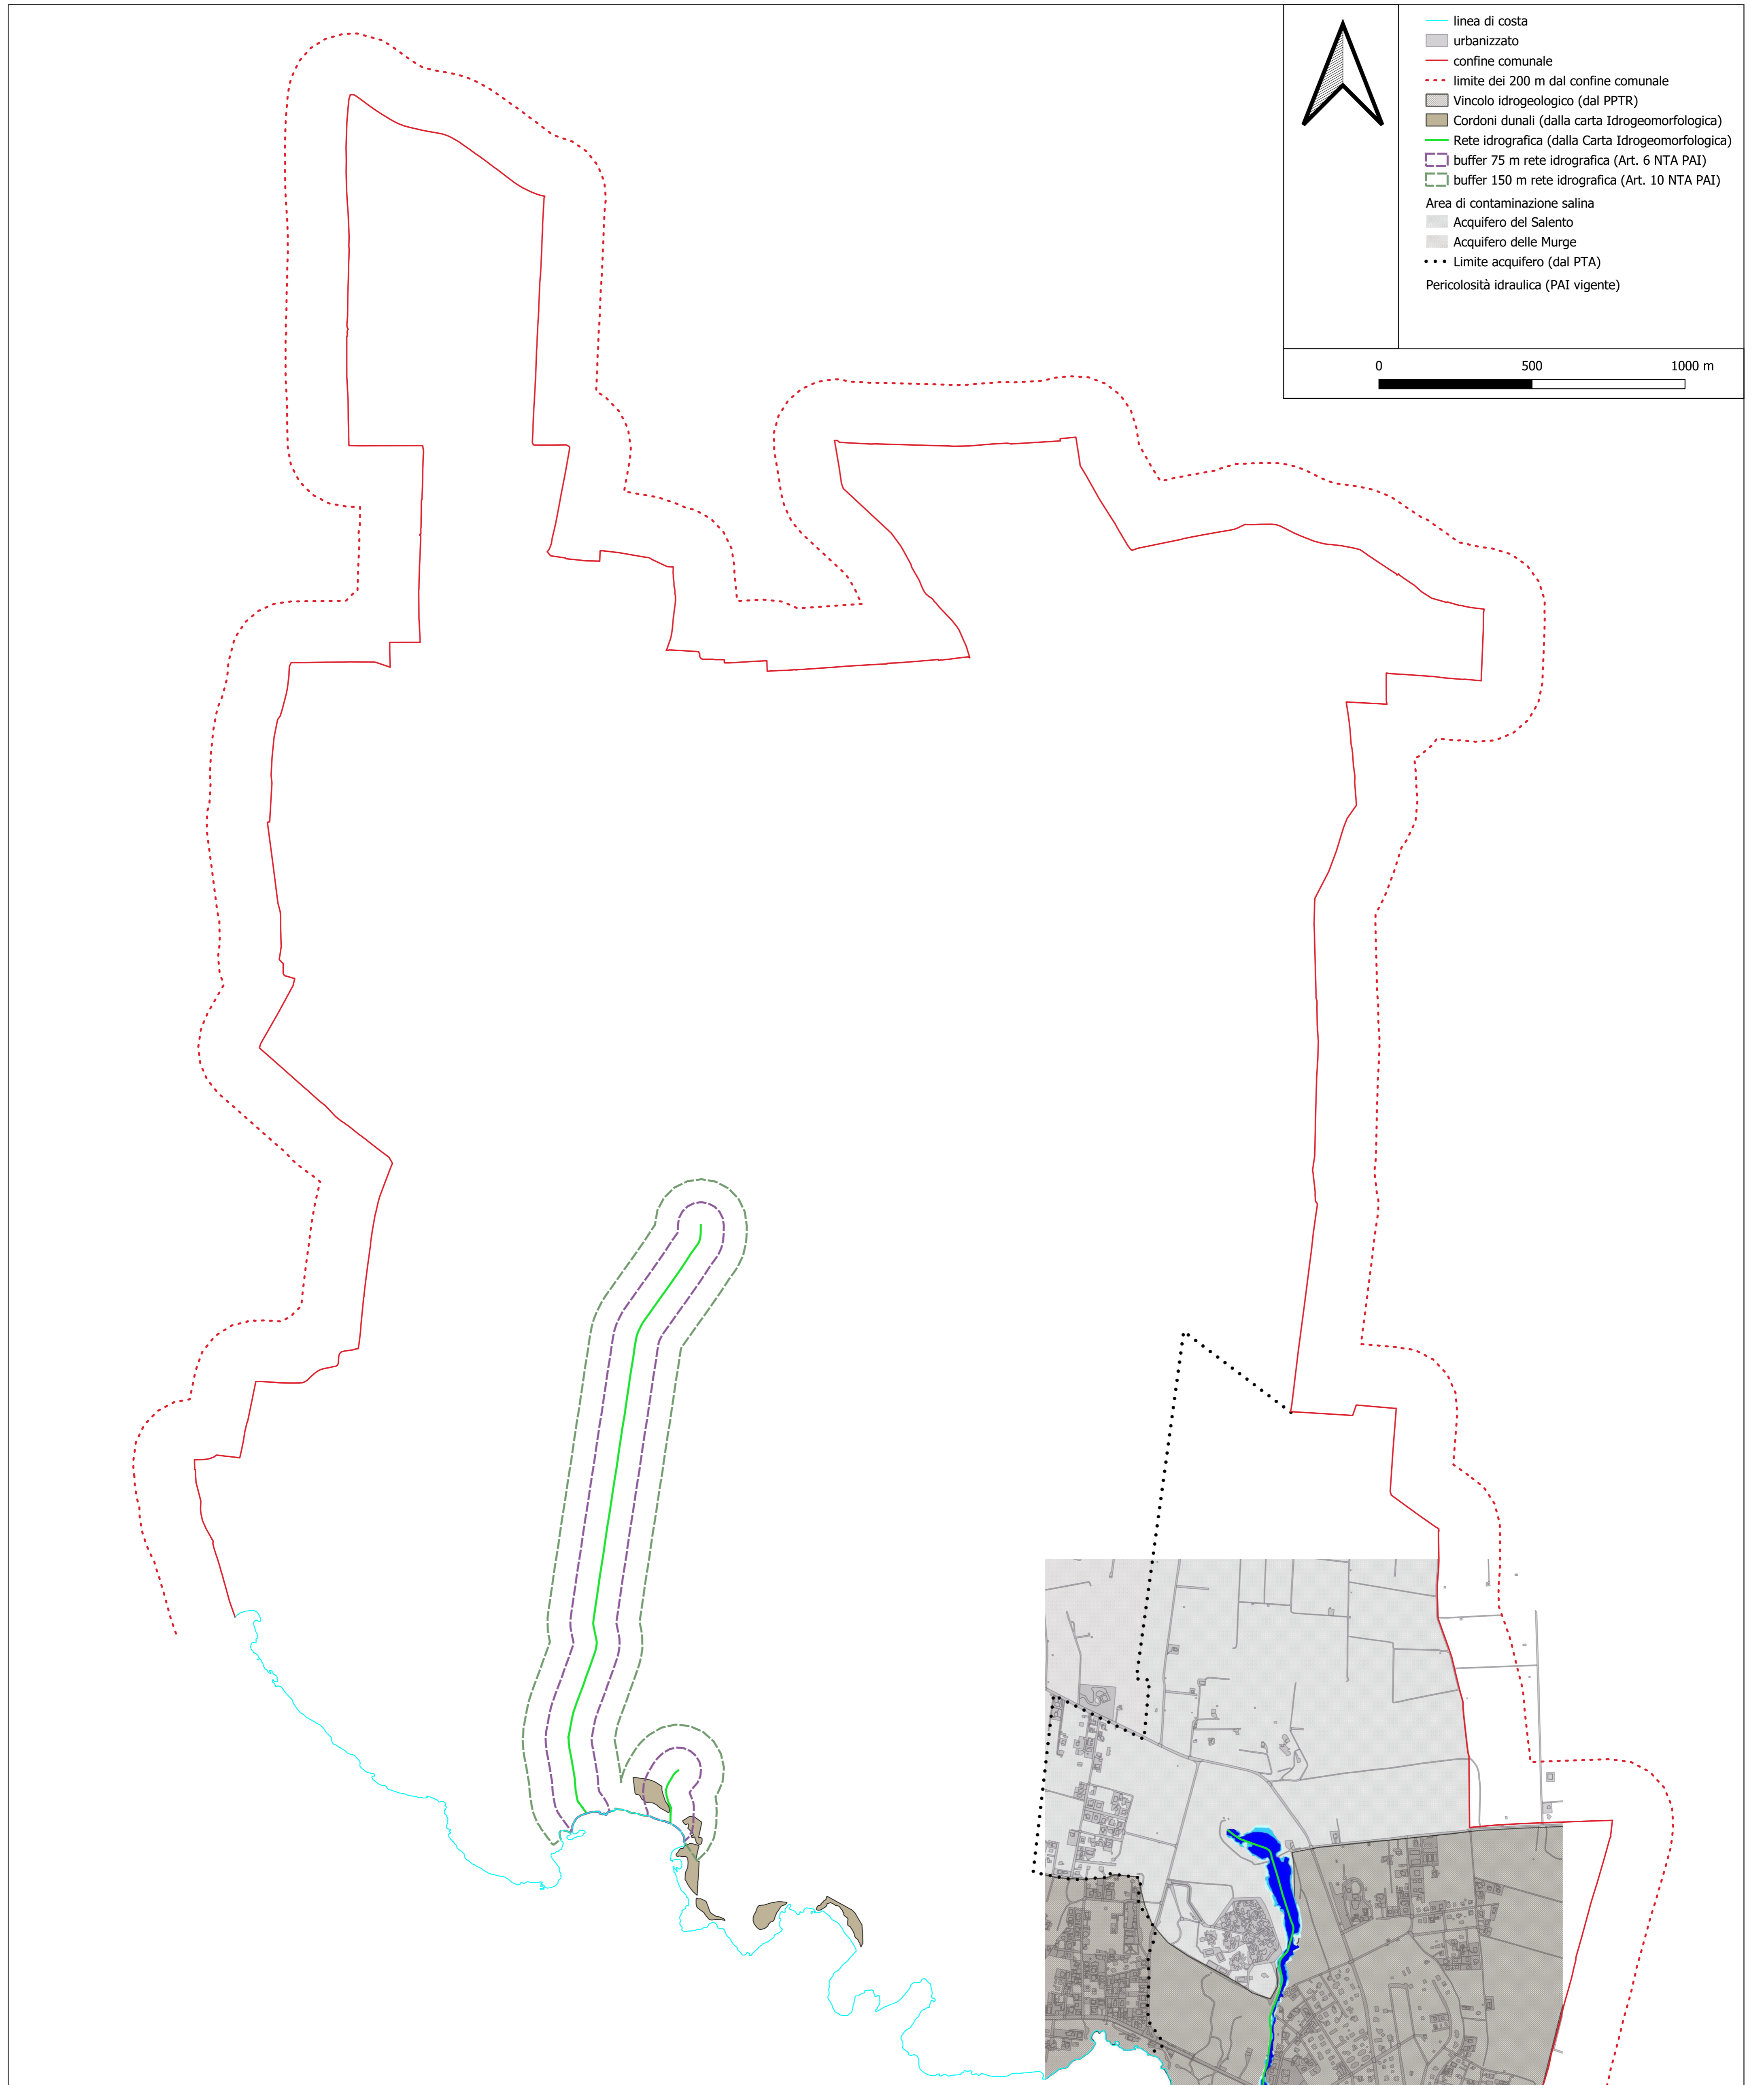 linea di costa
urbanizzato
confine comunale
limite dei 200 m dal confine comunale
Vincolo idrogeologico (dal PPTR)
Cordoni dunali (dalla carta Idrogeomorfologica)
Rete idrografica (dalla Carta Idrogeomorfologica)
buffer 75 m rete idrografica (Art. 6 NTA PAI)
buffer 150 m rete idrografica (Art. 10 NTA PAI)
Area di contaminazione salina
Acquifero del Salento
Acquifero delle Murge
Limite acquifero (dal PTA)
Pericolosità idraulica (PAI vigente)
0 500 1000 m